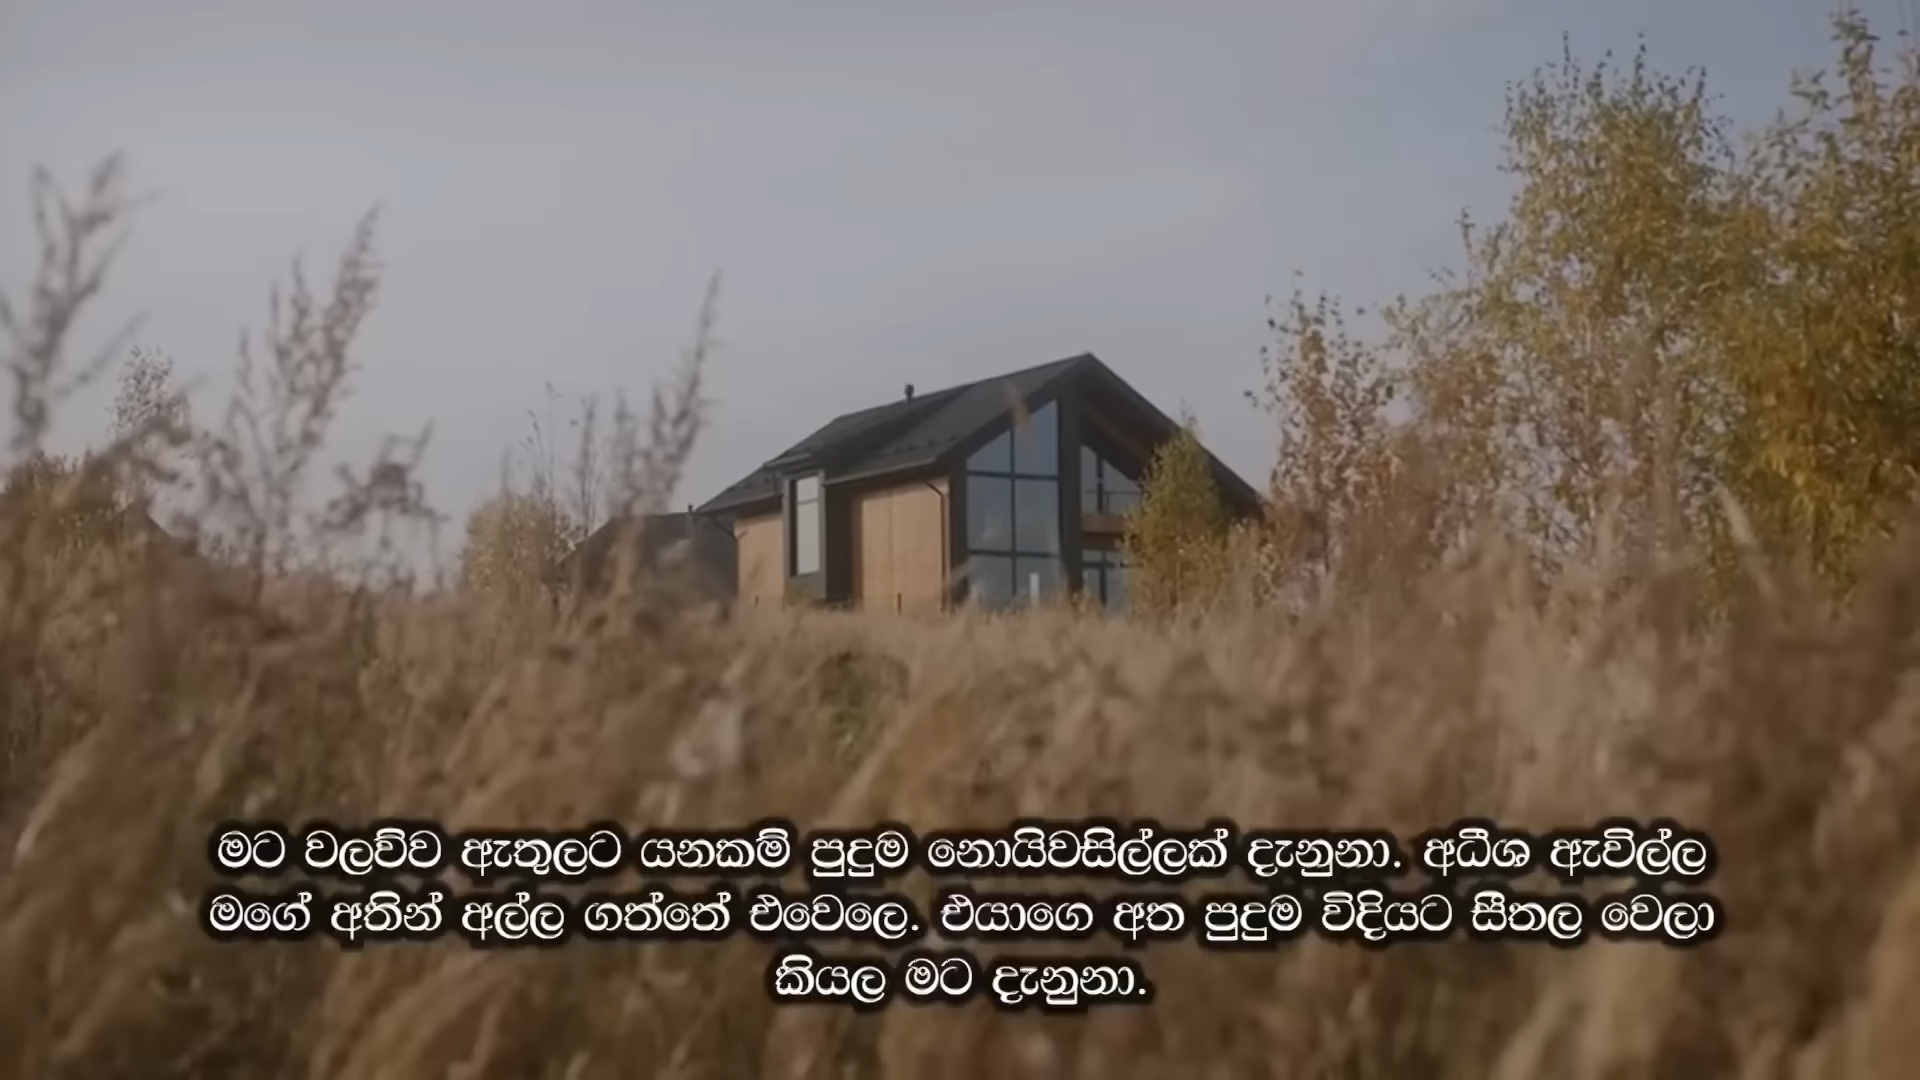 මට වලව්ව ඇතුලට යනකම් පුදුම නොයිවසිල්ලක් දැනුනා. අධීශ ඇවිල්ල
මගේ අතින් අල්ල ගත්තේ එවෙලෙ. එයාගෙ අත පුදුම විදියට සීතල වෙලා
කියල මට දැනුනා.